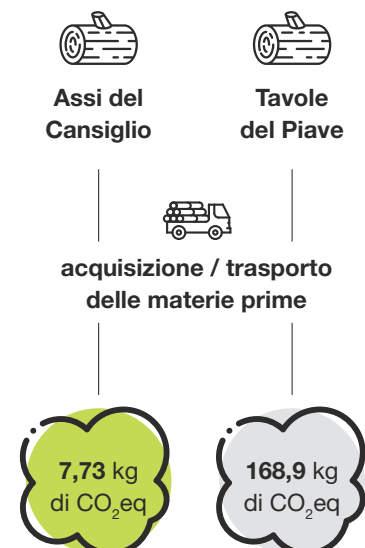 Assi del
Cansiglio
Tavole
del Piave
acquisizione / trasporto
delle materie prime
7,73 kg
di CO₂eq
168,9 kg
di CO₂eq